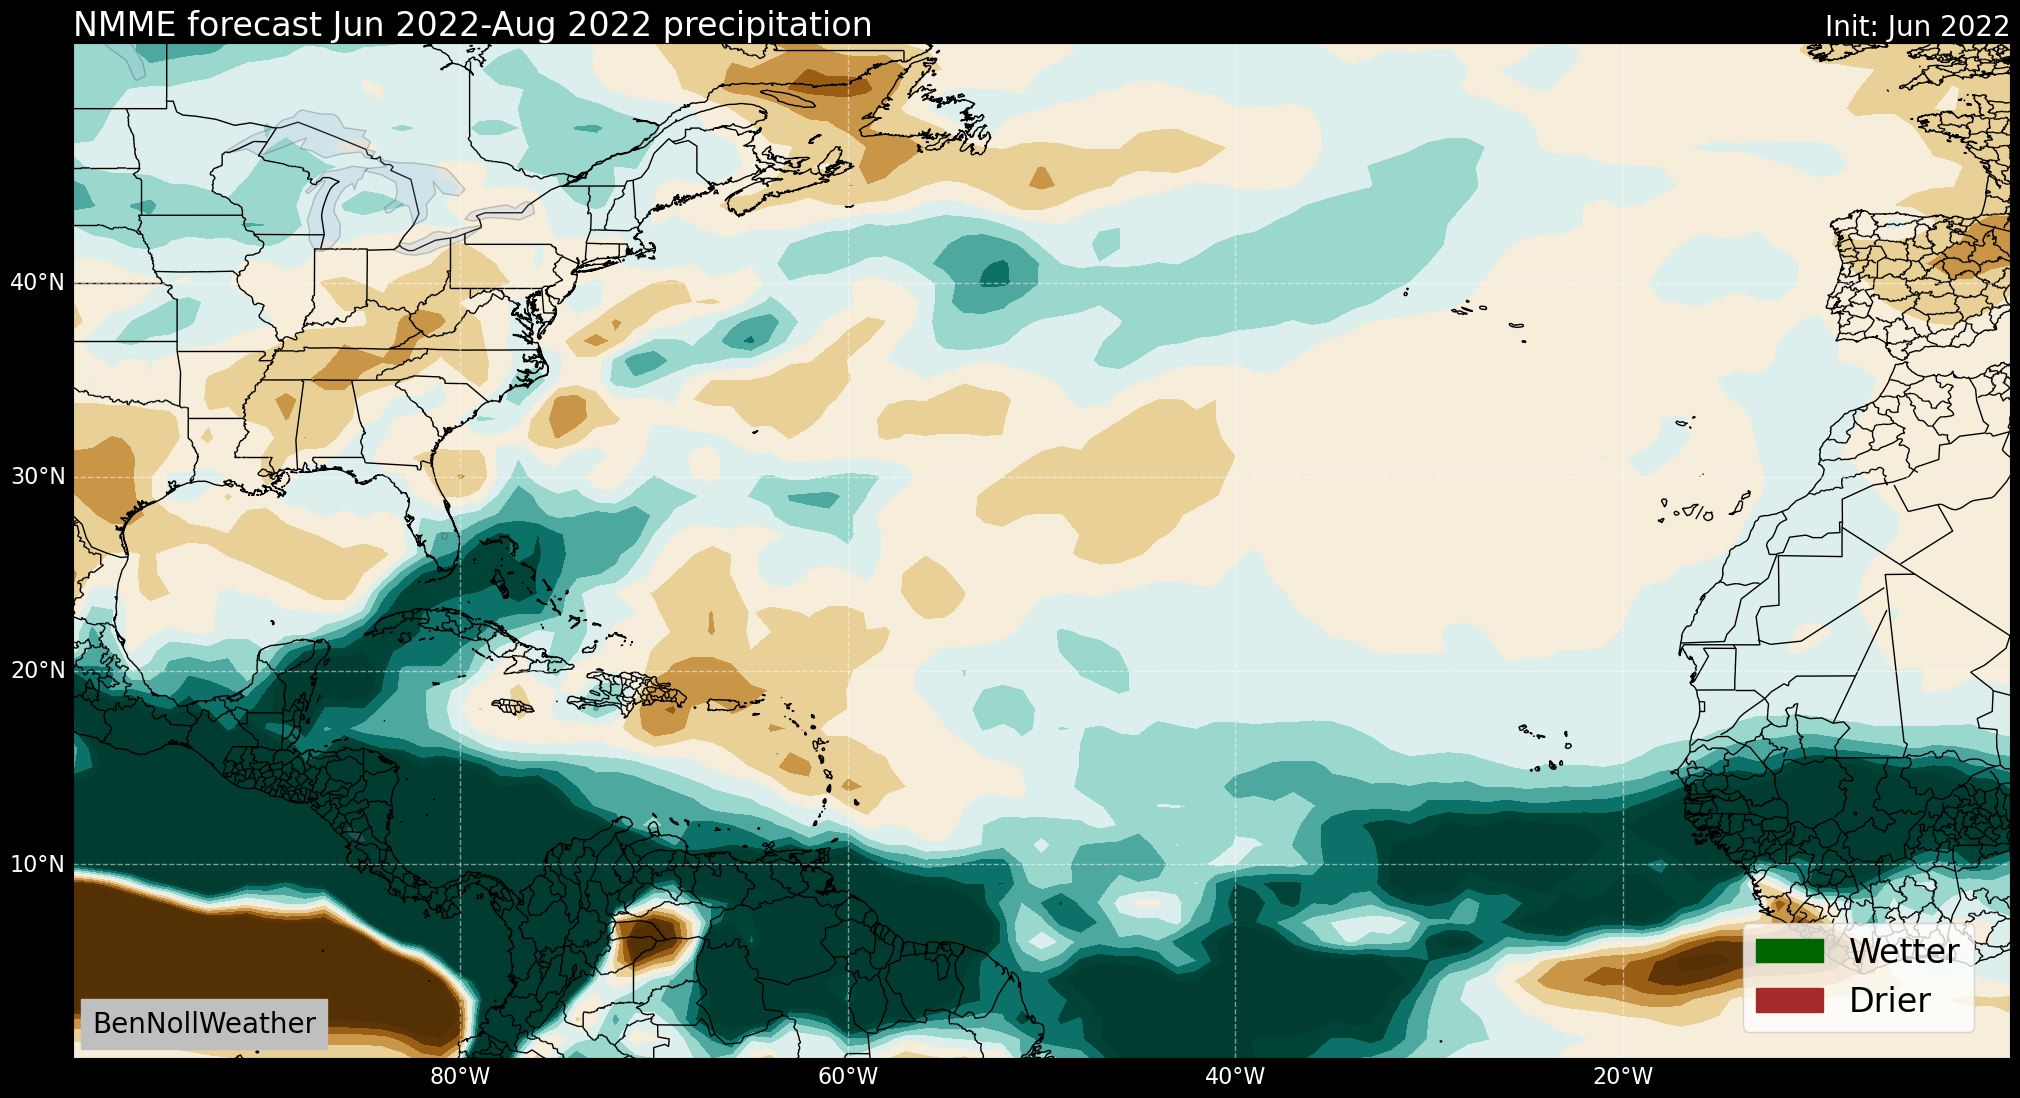 NMME forecast Jun 2022-Aug 2022 precipitation
Init: Jun 2022
40°N
30°N
20°N
10°N
Wetter
Drier
BenNollWeather
80°W
60°W
40°W
20°W